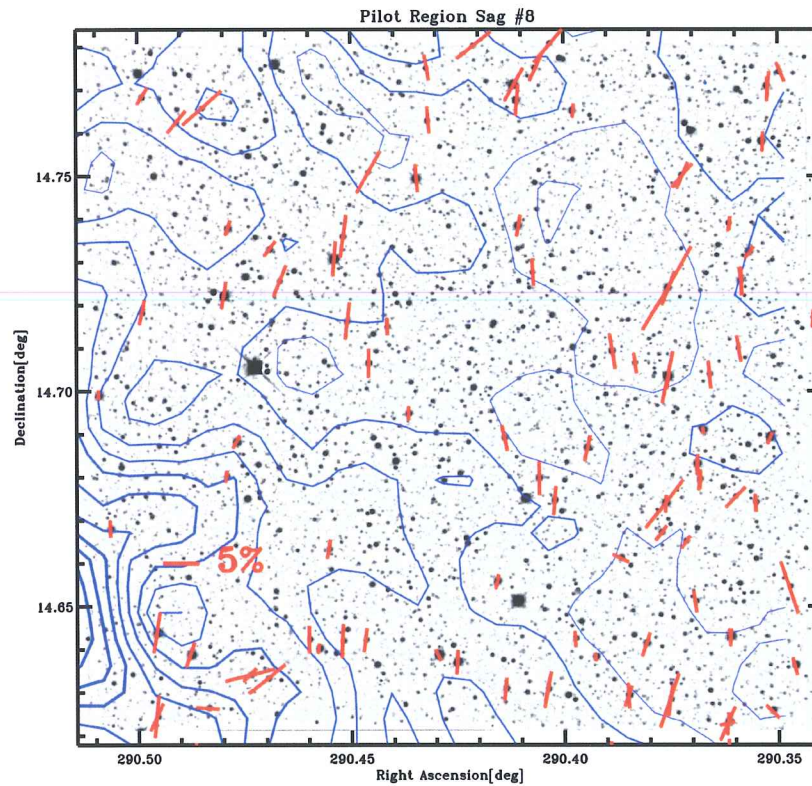 Pilot Region Sag #8
14.75
14.70
14.65
Declination[deg]
5%
290.50
290.45
290.40
290.35
Right Ascension[deg]